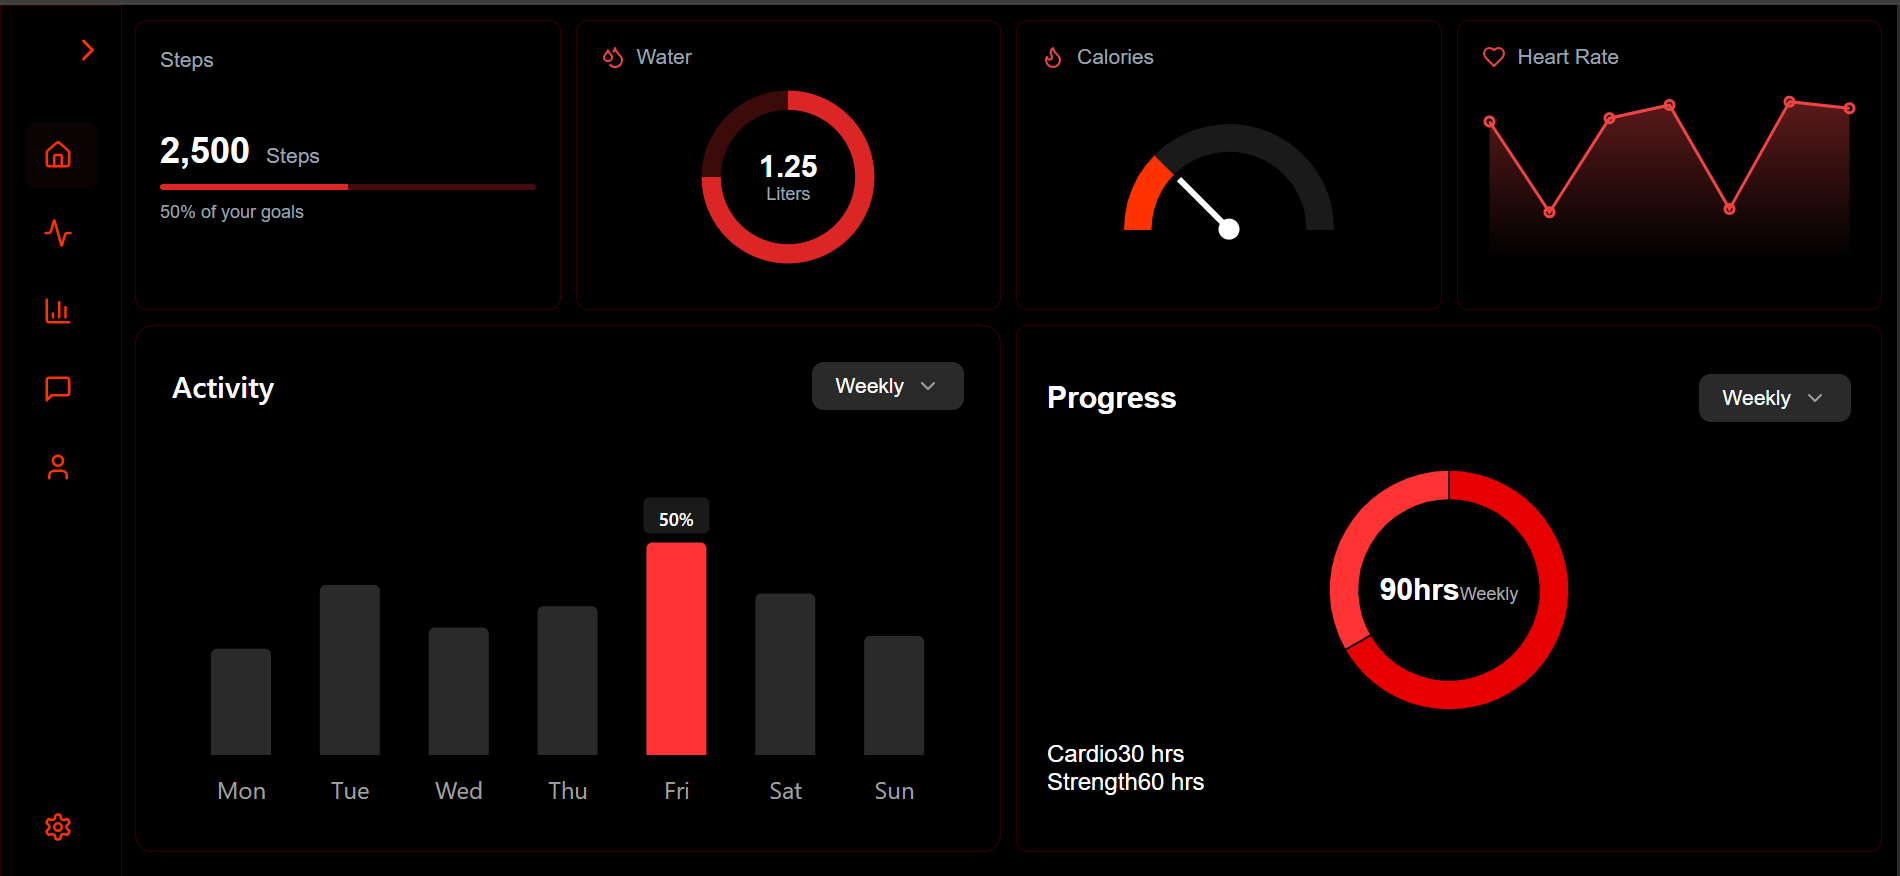 Steps
2,500 Steps
50% of your goals
Water
1.25
Liters
Calories
Heart Rate
Activity
Weekly
50%
Mon Tue Wed Thu Fri Sat Sun
Progress
Weekly
90hrsWeekly
Cardio30 hrs
Strength60 hrs